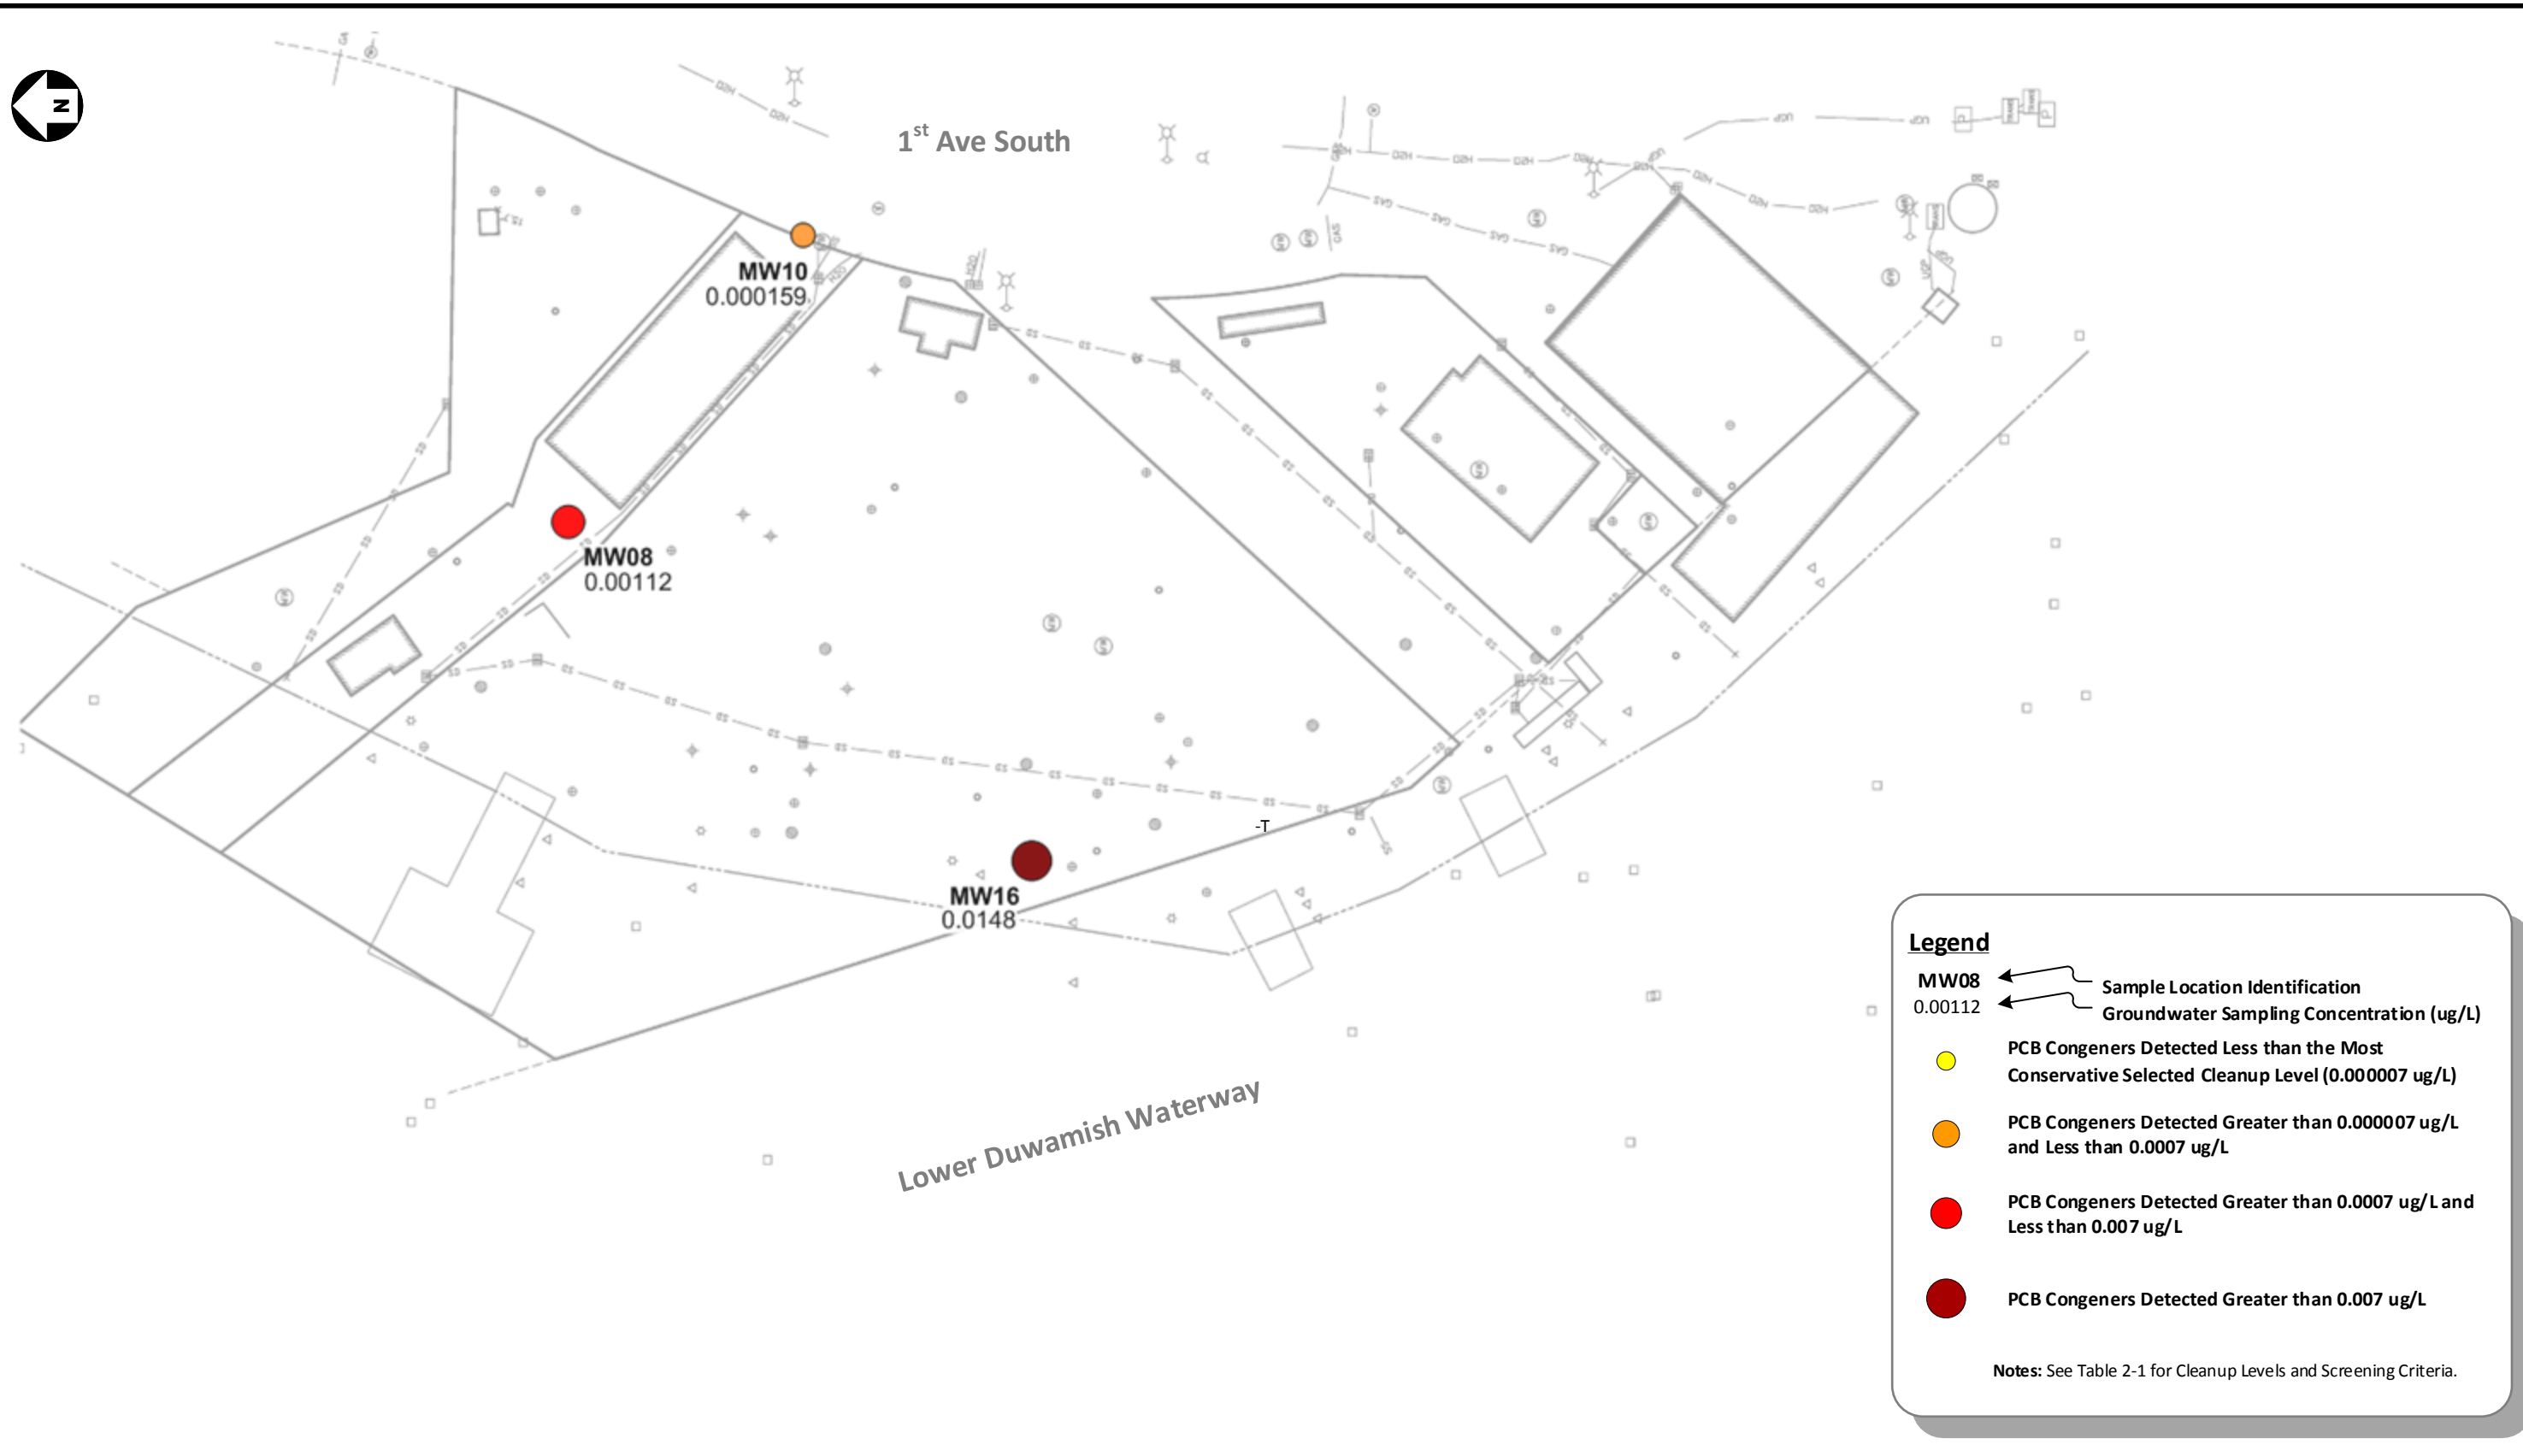 N
1st Ave South
MW10
0.000159
MW08
0.00112
-T
MW16
0.0148
Lower Duwamish Waterway
Legend
MW08
Sample Location Identification
0.00112
Groundwater Sampling Concentration (ug/L)
PCB Congeners Detected Less than the Most
Conservative Selected Cleanup Level (0.000007 ug/L)
PCB Congeners Detected Greater than 0.000007 ug/L
and Less than 0.0007 ug/L
PCB Congeners Detected Greater than 0.0007 ug/L and
Less than 0.007 ug/L
PCB Congeners Detected Greater than 0.007 ug/L
Notes: See Table 2-1 for Cleanup Levels and Screening Criteria.